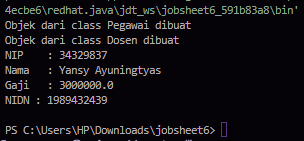 4ecbe6\redhat.java\jdt_ws\jobsheet6_591b83a8\bin'
Objek dari class Pegawai dibuat
Objek dari class Dosen dibuat
NIP : 34329837
Nama : Yansy Ayuningtyas
Gaji : 3000000.0
NIDN : 1989432439
PS C:\Users\HP\Downloads\jobsheet6>